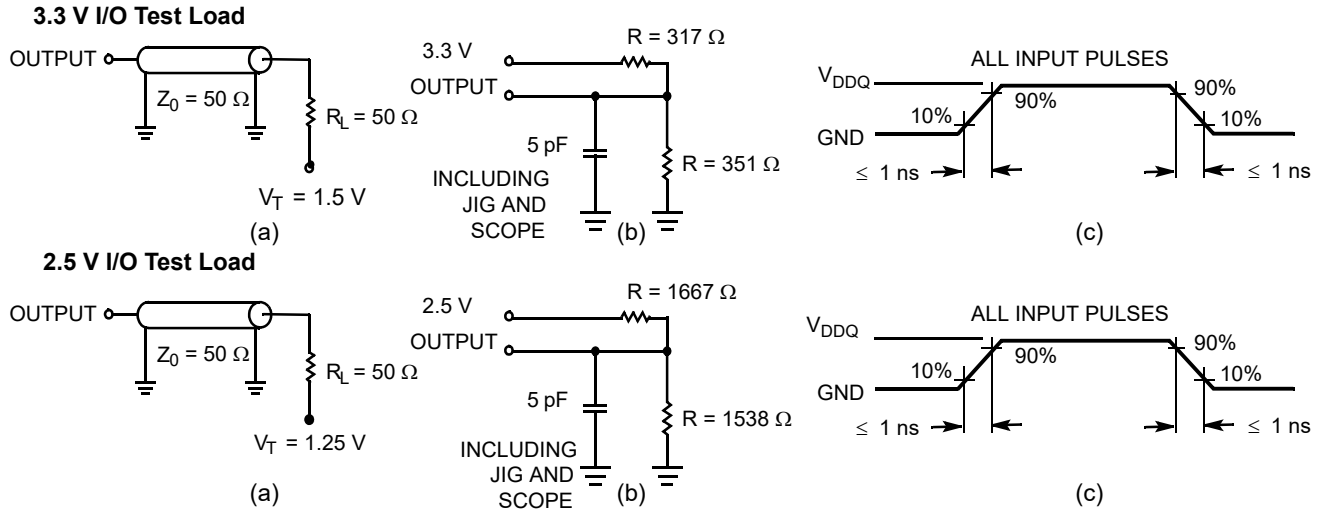 3.3 V I/O Test Load
OUTPUT
Z0 = 50 Ω
RL = 50 Ω
VT = 1.5 V
(a)
3.3 V
OUTPUT
R = 317 Ω
5 pF
INCLUDING
JIG AND
SCOPE
R = 351 Ω
(b)
ALL INPUT PULSES
VDDQ
GND
10%
90%
90%
10%
≤ 1 ns
≤ 1 ns
(c)
2.5 V I/O Test Load
OUTPUT
Z0 = 50 Ω
RL = 50 Ω
VT = 1.25 V
(a)
2.5 V
OUTPUT
R = 1667 Ω
5 pF
INCLUDING
JIG AND
SCOPE
R = 1538 Ω
(b)
ALL INPUT PULSES
VDDQ
GND
10%
90%
90%
10%
≤ 1 ns
≤ 1 ns
(c)